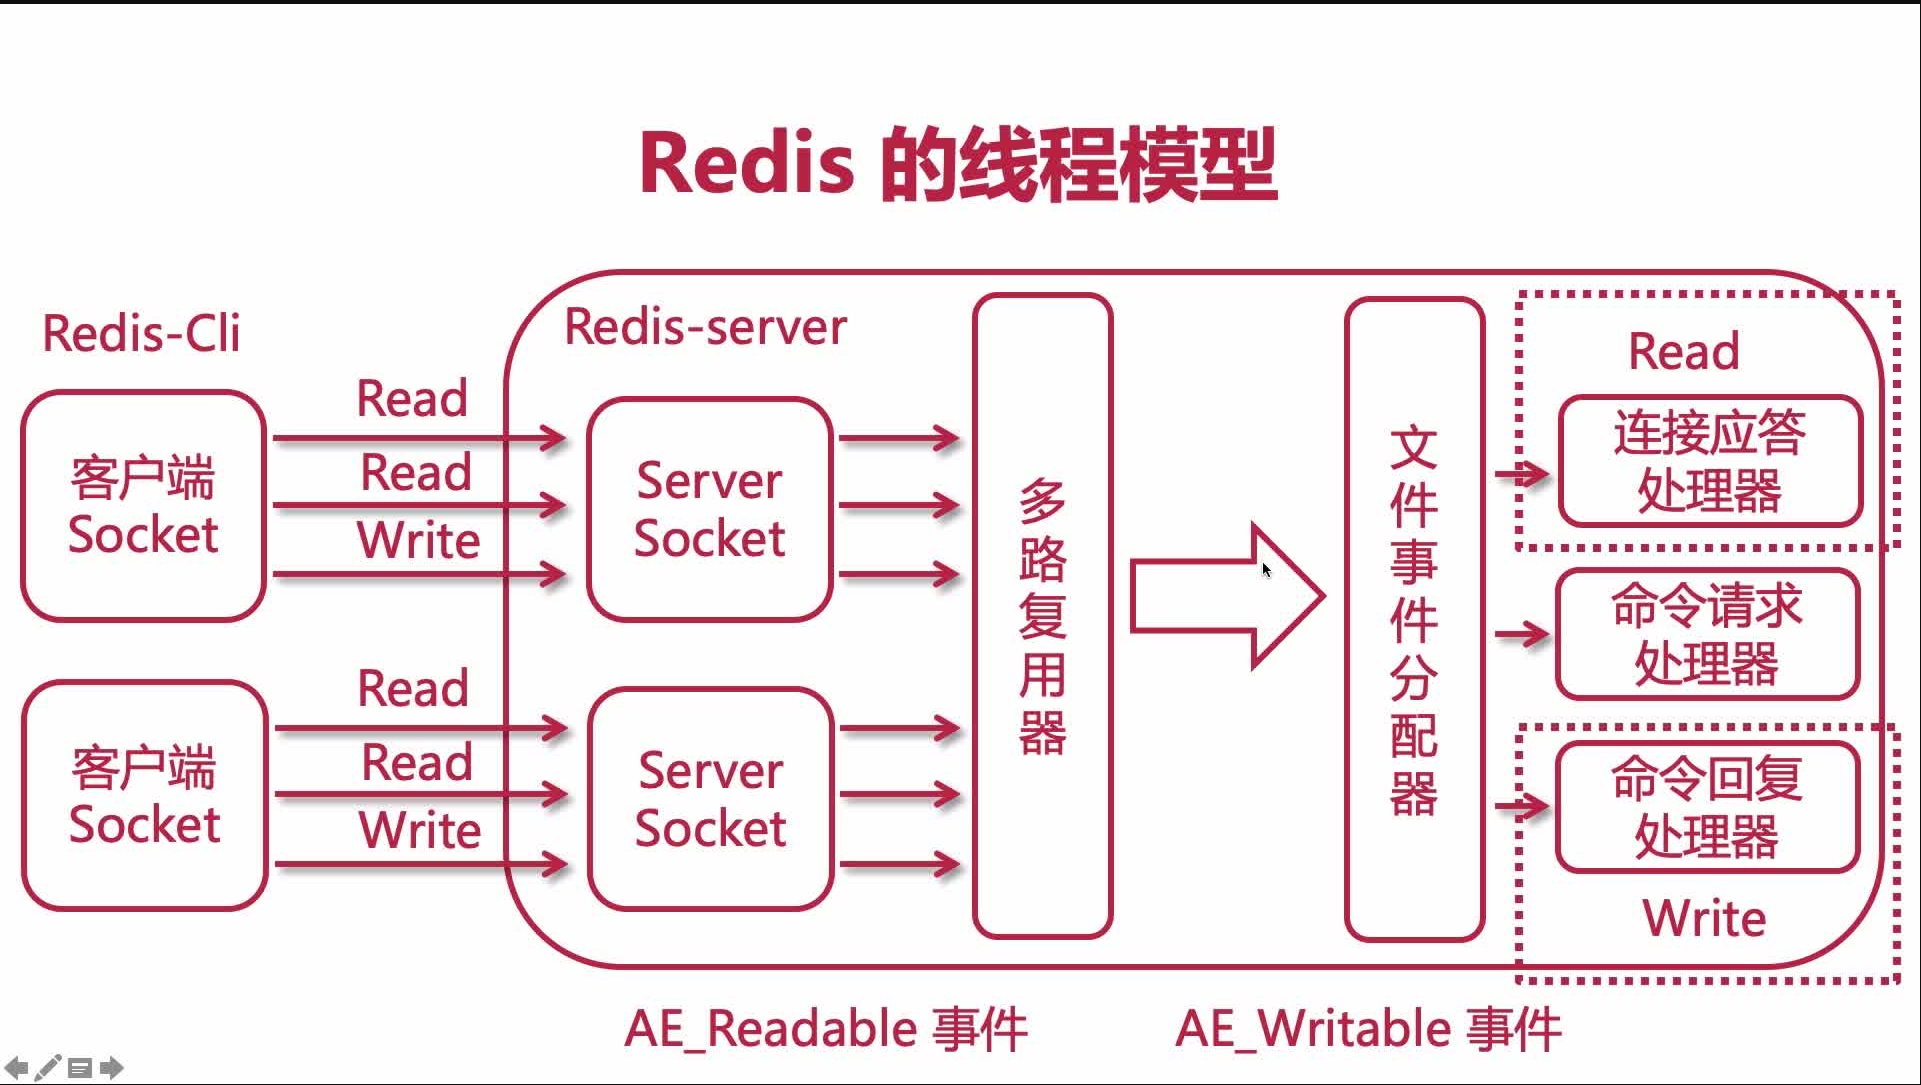 Redis 的线程模型
Redis-Cli
客户端
Socket
Read
Read
Write
客户端
Socket
Read
Read
Write
Redis-server
Server
Socket
Server
Socket
多路复用器
文件事件分配器
Read
连接应答
处理器
命令请求
处理器
命令回复
处理器
Write
AE_Readable 事件
AE_Writable 事件